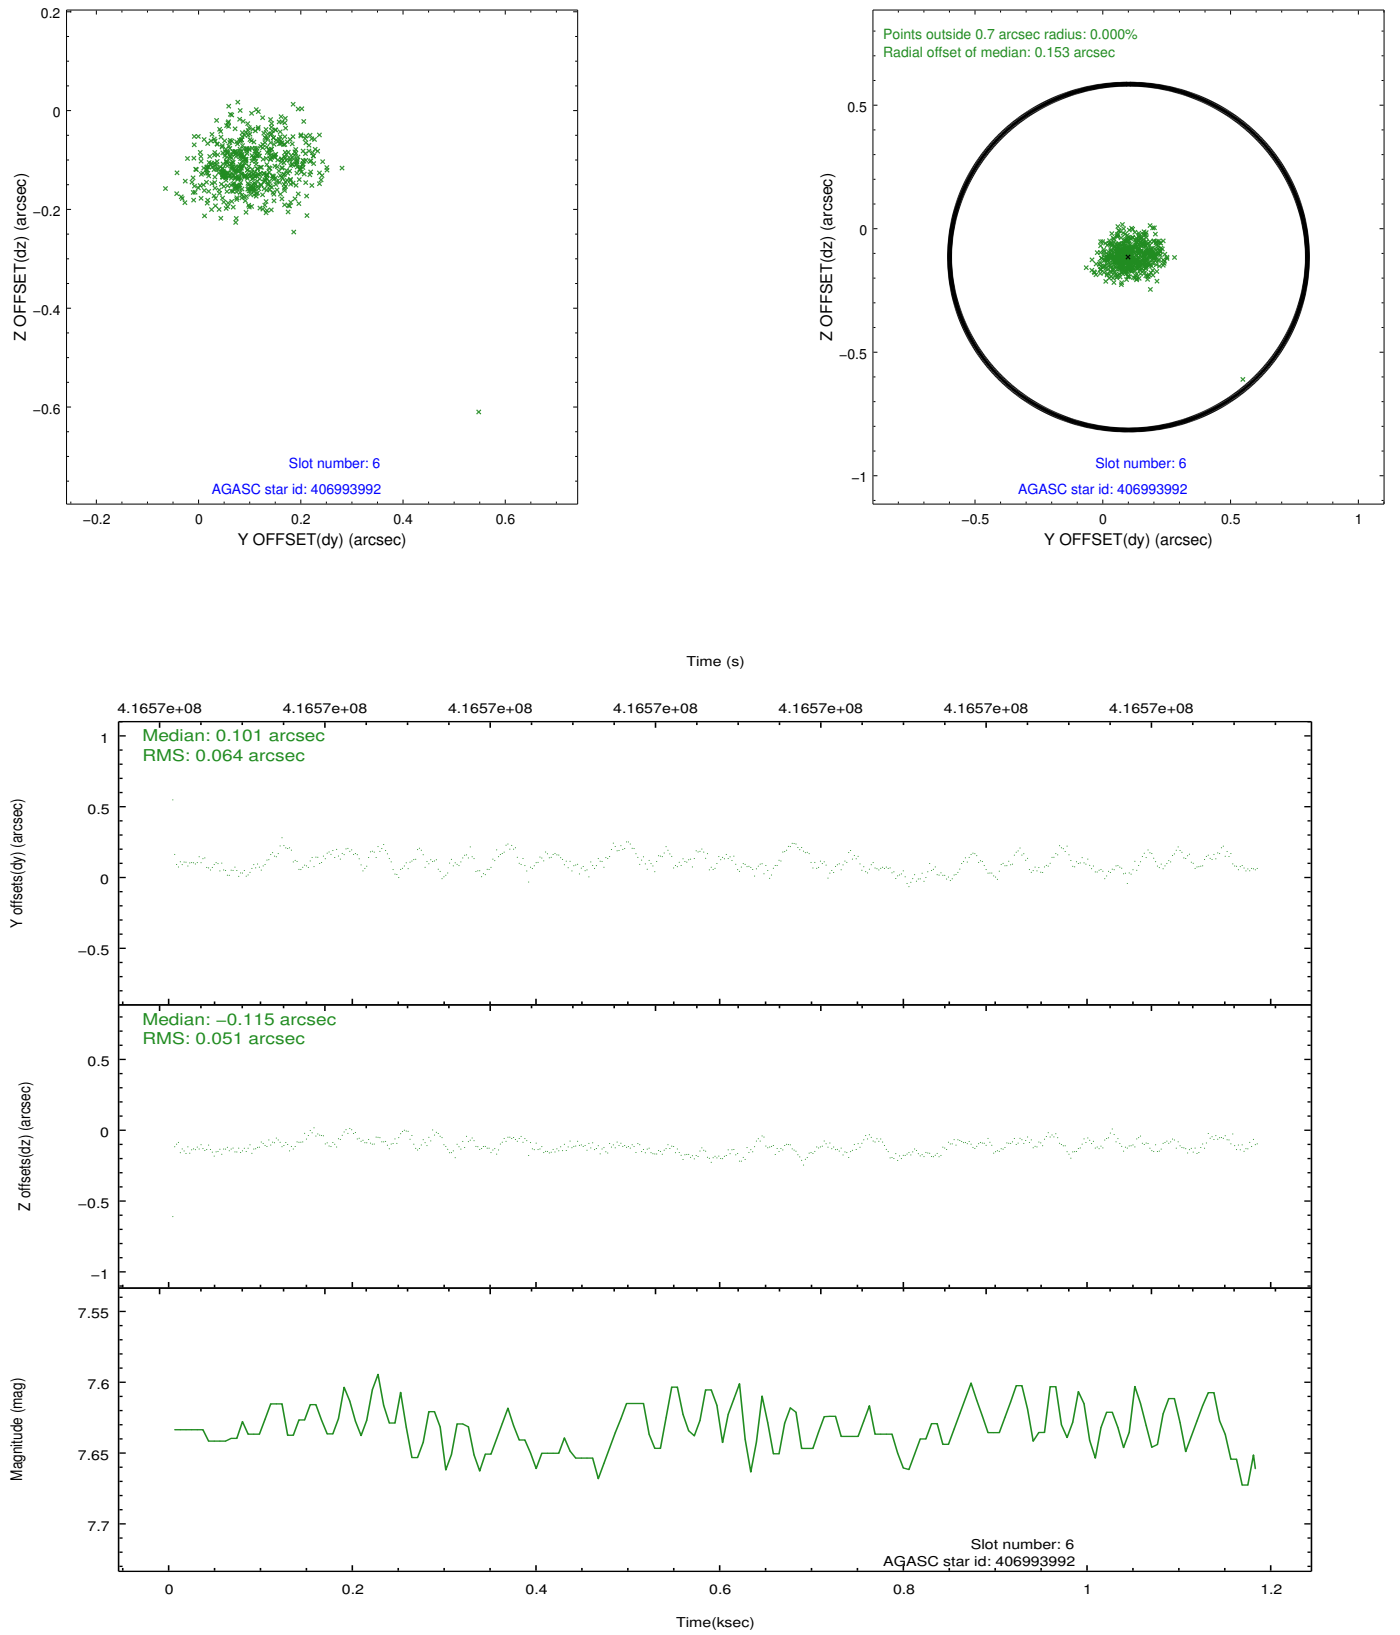 0.2
0
−0.2
−0.4
−0.6
Z OFFSET(dz) (arcsec)
Slot number: 6
AGASC star id: 406993992
−0.2 0 0.2 0.4 0.6
Y OFFSET(dy) (arcsec)
Points outside 0.7 arcsec radius: 0.000%
Radial offset of median: 0.153 arcsec
0.5
0
−0.5
−1
Z OFFSET(dz) (arcsec)
Slot number: 6
AGASC star id: 406993992
−0.5 0 0.5 1
Y OFFSET(dy) (arcsec)
Time (s)
4.1657e+08 4.1657e+08 4.1657e+08 4.1657e+08 4.1657e+08 4.1657e+08 4.1657e+08
Median: 0.101 arcsec
RMS: 0.064 arcsec
1
0.5
0
−0.5
Y offsets(dy) (arcsec)
Median: −0.115 arcsec
RMS: 0.051 arcsec
0.5
0
−0.5
−1
Z offsets(dz) (arcsec)
7.55
7.6
7.65
7.7
Magnitude (mag)
Slot number: 6
AGASC star id: 406993992
0 0.2 0.4 0.6 0.8 1 1.2
Time(ksec)